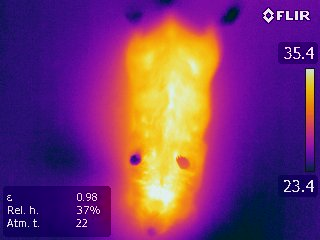 FLIR
35.4
23.4
ε 0.98
Rel. h. 37%
Atm. t. 22